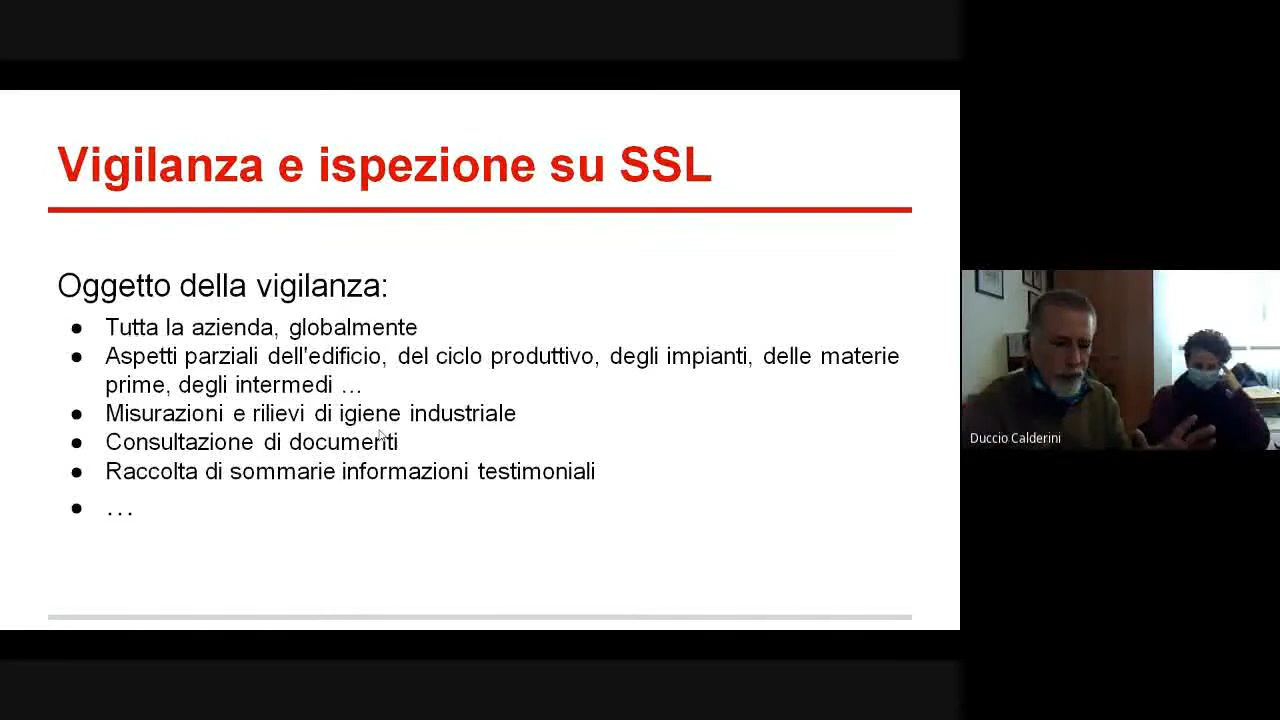 Vigilanza e ispezione su SSL
Oggetto della vigilanza:
● Tutta la azienda, globalmente
● Aspetti parziali dell'edificio, del ciclo produttivo, degli impianti, delle materie
prime, degli intermedi …
● Misurazioni e rilievi di igiene industriale
● Consultazione di documenti
● Raccolta di sommarie informazioni testimoniali
● …
Duccio Calderini